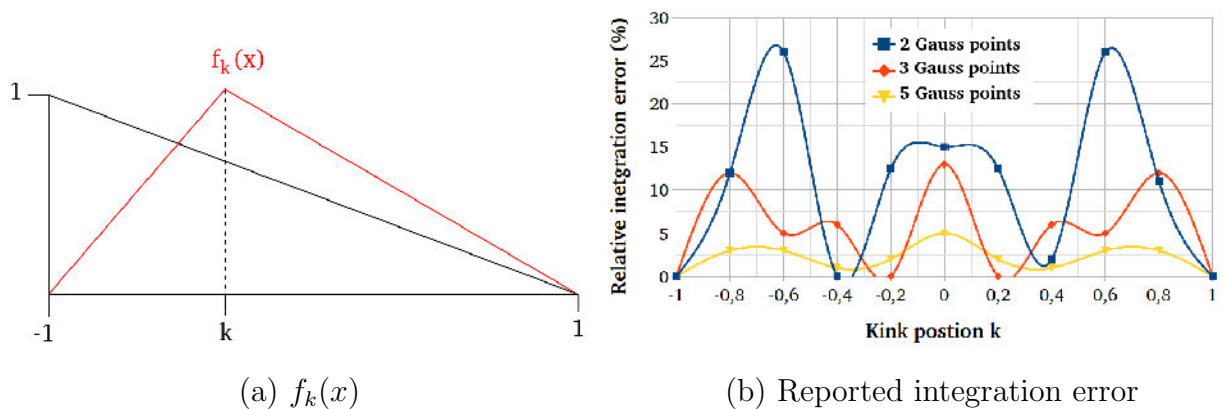 f_k(x)
1
-1
k
1
(a) f_k(x)
Relative inetgration error (%)
30
25
20
15
10
5
0
2 Gauss points
3 Gauss points
5 Gauss points
-1
-0,8
-0,6
-0,4
-0,2
0
0,2
0,4
0,6
0,8
1
Kink postion k
(b) Reported integration error